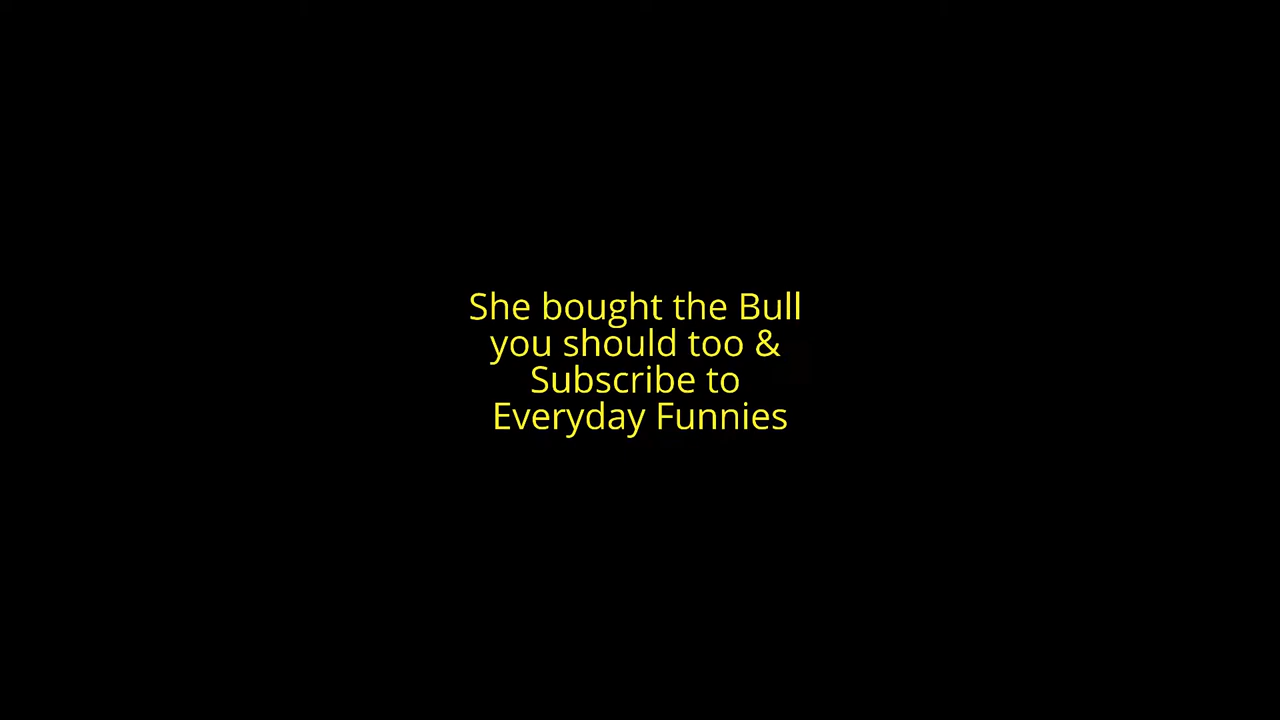 She bought the Bull
you should too &
Subscribe to
Everyday Funnies